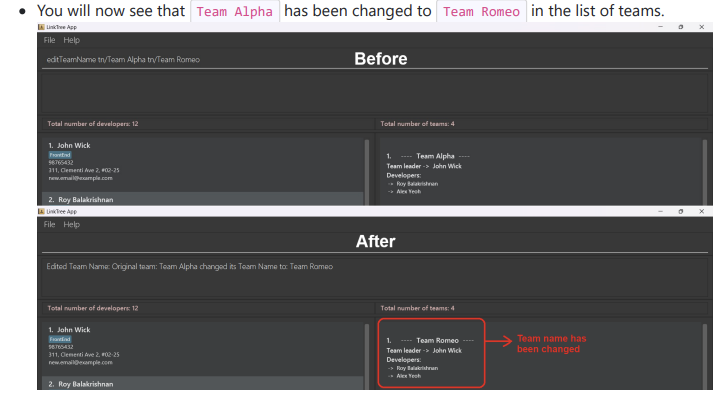 You will now see that Team Alpha has been changed to Team Romeo in the list of teams.
LinkTree App
File Help
editTeamName tn/Team Alpha tn/Team Romeo
Before
Total number of developers: 12
Total number of teams: 4
1. John Wick
FrontEnd
98765432
311, Clementi Ave 2, #02-25
new.email@example.com
2. Roy Balakrishnan
1. ---- Team Alpha ----
Team leader -> John Wick
Developers:
-> Roy Balakrishnan
-> Alex Yeoh
LinkTree App
File Help
After
Edited Team Name: Original team: Team Alpha changed its Team Name to: Team Romeo
Total number of developers: 12
Total number of teams: 4
1. John Wick
FrontEnd
98765432
311, Clementi Ave 2, #02-25
new.email@example.com
2. Roy Balakrishnan
1. ---- Team Romeo ----
Team leader -> John Wick
Developers:
-> Roy Balakrishnan
-> Alex Yeoh
Team name has
been changed